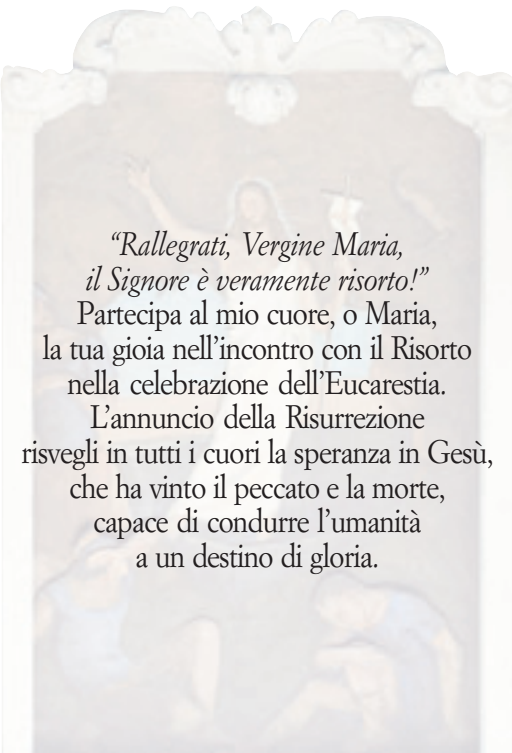 “Rallegrati, Vergine Maria,
il Signore è veramente risorto!”
Partecipa al mio cuore, o Maria,
la tua gioia nell’incontro con il Risorto
nella celebrazione dell’Eucarestia.
L’annuncio della Risurrezione
risvegli in tutti i cuori la speranza in Gesù,
che ha vinto il peccato e la morte,
capace di condurre l’umanità
a un destino di gloria.